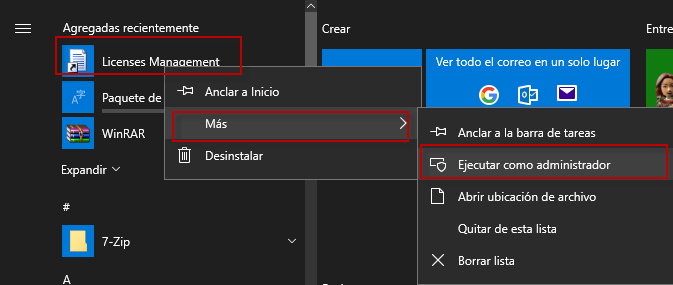 Agregadas recientemente
Licenses Management
Paquete de
WinRAR
Expandir
#
7-Zip
A
Crear
Entre
Ver todo el correo en un solo lugar
Anclar a Inicio
Más
Desinstalar
Anclar a la barra de tareas
Ejecutar como administrador
Abrir ubicación de archivo
Quitar de esta lista
Borrar lista